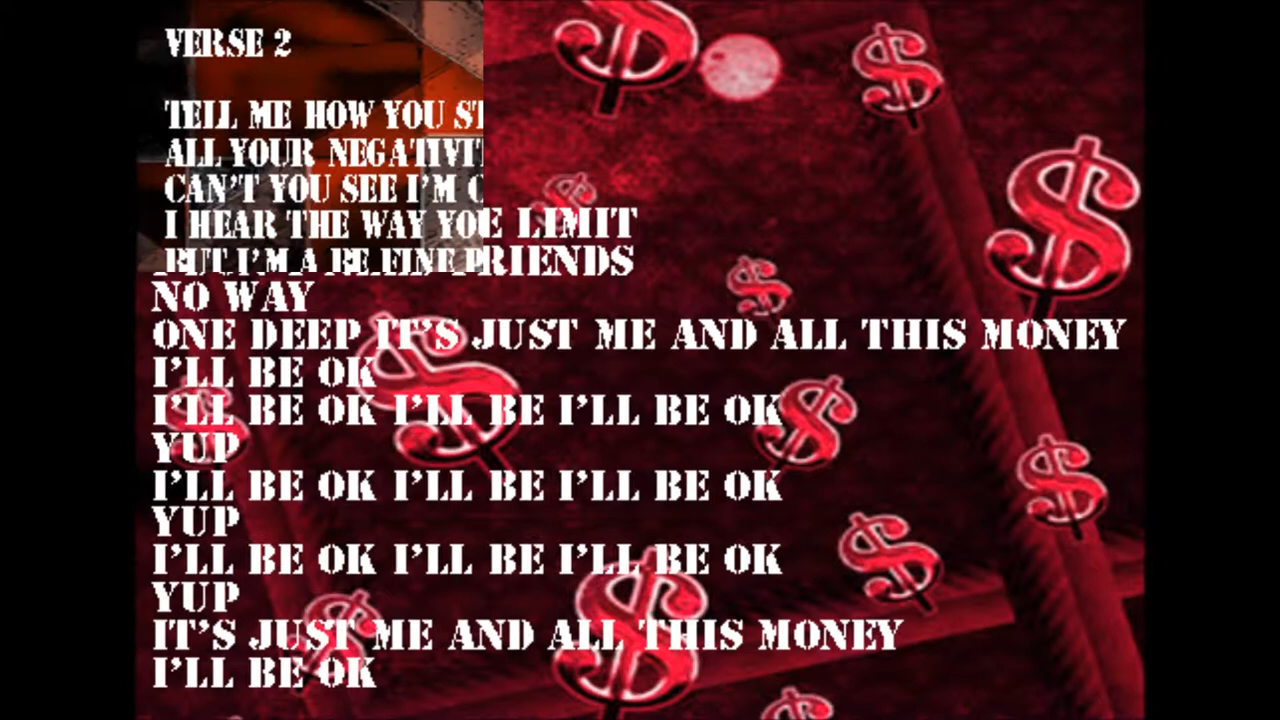 VERSE 2
TELL ME HOW YOU
ALL YOUR
CAN'T YOU SEE I'M
I HEAR THE WAY LIMIT
BUT I'M A BE FINE
NO WAY
ONE DEEP IT'S JUST ME AND ALL THIS MONEY
I'LL BE OK
I'LL BE OK I'LL BE I'LL BE OK
YUP
I'LL BE OK I'LL BE I'LL BE OK
YUP
I'LL BE OK I'LL BE I'LL BE OK
YUP
IT'S JUST ME AND ALL THIS MONEY
I'LL BE OK